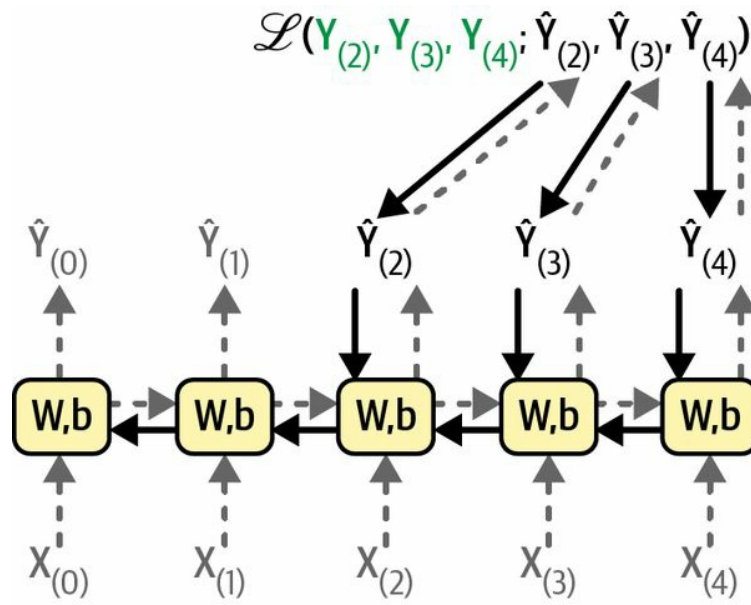 ℒ(Y(2), Y(3), Y(4); Ŷ(2), Ŷ(3), Ŷ(4))
Ŷ(0) Ŷ(1) Ŷ(2) Ŷ(3) Ŷ(4)
W,b W,b W,b W,b W,b
X(0) X(1) X(2) X(3) X(4)